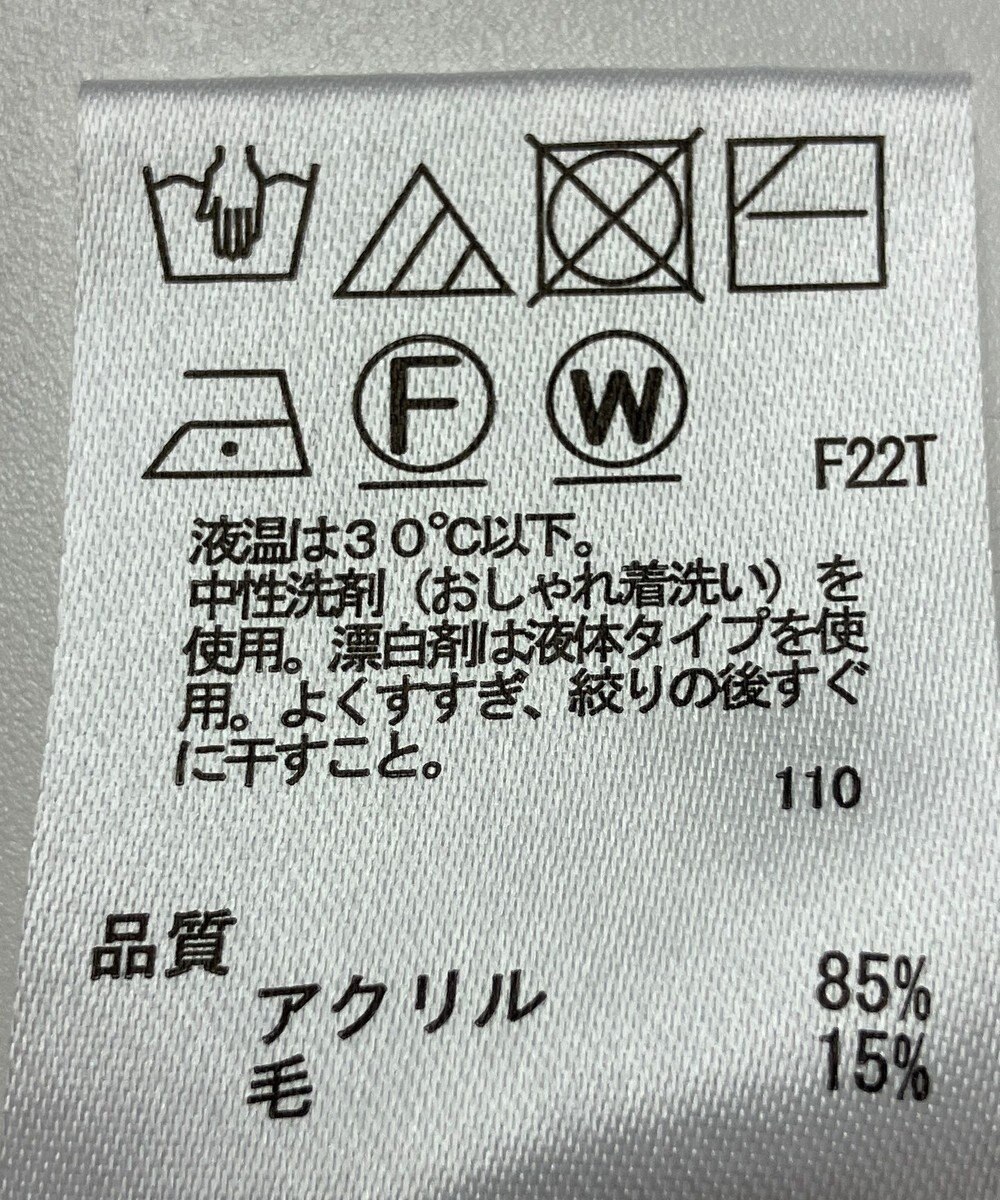 F
W
F22T
液温は30℃以下。
中性洗剤（おしゃれ着洗い）を
使用。漂白剤は液体タイプを使
用。よくすすぎ、絞りの後すぐ
に干すこと。
110
品質
アクリル 85%
毛 15%